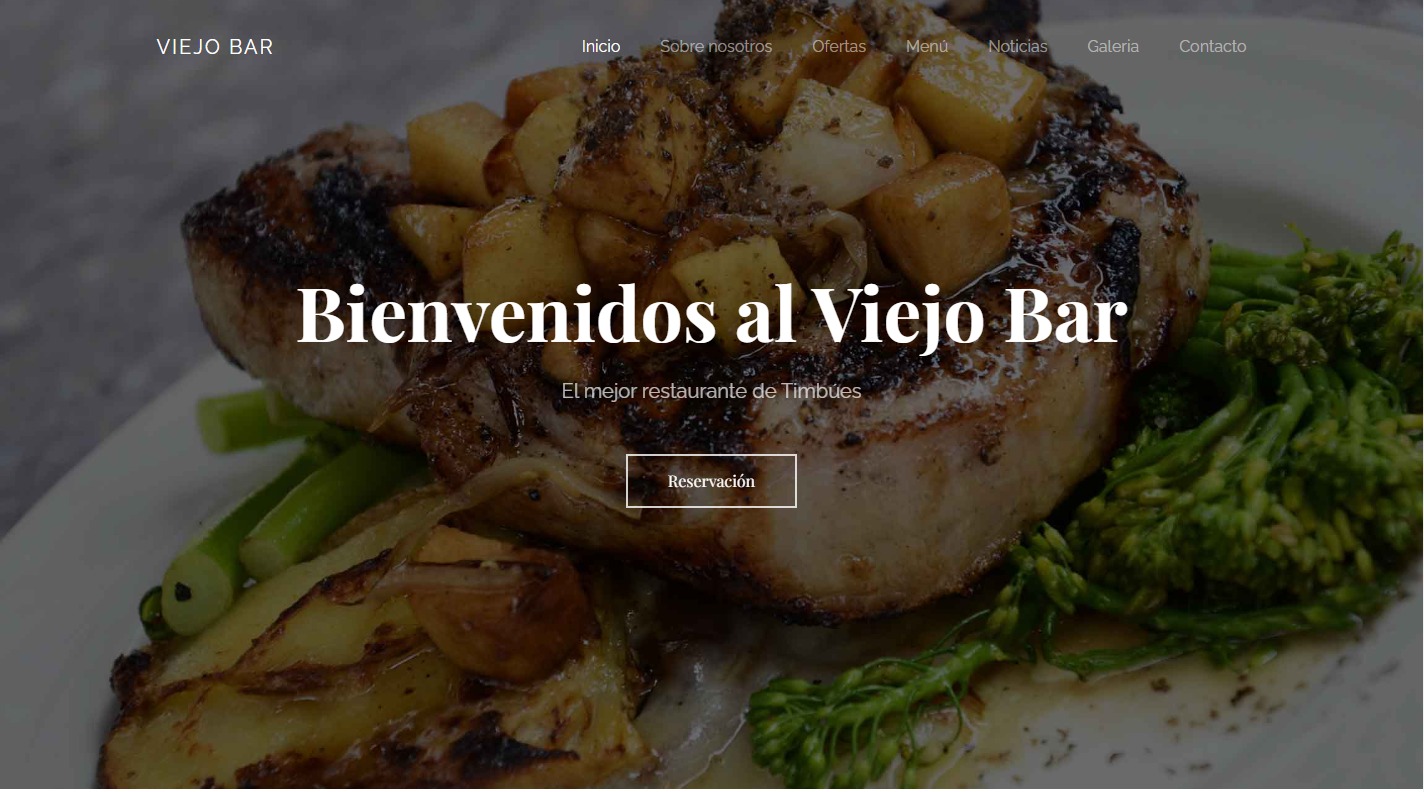 VIEJO BAR
Inicio Sobre nosotros Ofertas Menú Noticias Galeria Contacto
Bienvenidos al Viejo Bar
El mejor restaurante de Timbúes
Reservación